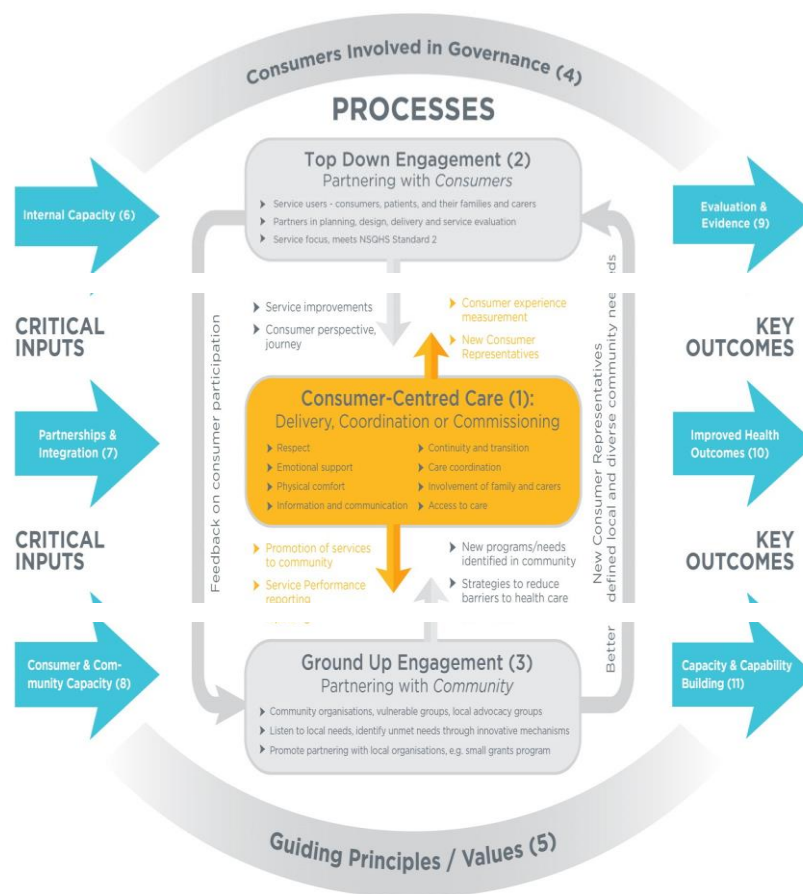 Consumers Involved in Governance (4)
PROCESSES
Top Down Engagement (2)
Partnering with Consumers
Service users - consumers, patients, and their families and carers
Partners in planning, design, delivery and service evaluation
Service focus, meets NSQHS Standard 2
Internal Capacity (6)
Evaluation &
Evidence (9)
Service improvements
Consumer perspective,
journey
Consumer experience
measurement
New Consumer
Representatives
CRITICAL
INPUTS
KEY
OUTCOMES
Feedback on consumer participation
New Consumer Representatives
Better defined local and diverse community needs
Consumer-Centred Care (1):
Delivery, Coordination or Commissioning
Respect
Emotional support
Physical comfort
Information and communication
Continuity and transition
Care coordination
Involvement of family and carers
Access to care
Partnerships &
Integration (7)
Improved Health
Outcomes (10)
CRITICAL
INPUTS
KEY
OUTCOMES
Promotion of services
to community
Service Performance
reporting
New programs/needs
identified in community
Strategies to reduce
barriers to health care
Consumer & Com-
munity Capacity (8)
Capacity & Capability
Building (11)
Ground Up Engagement (3)
Partnering with Community
Community organisations, vulnerable groups, local advocacy groups
Listen to local needs, identify unmet needs through innovative mechanisms
Promote partnering with local organisations, e.g. small grants program
Guiding Principles / Values (5)